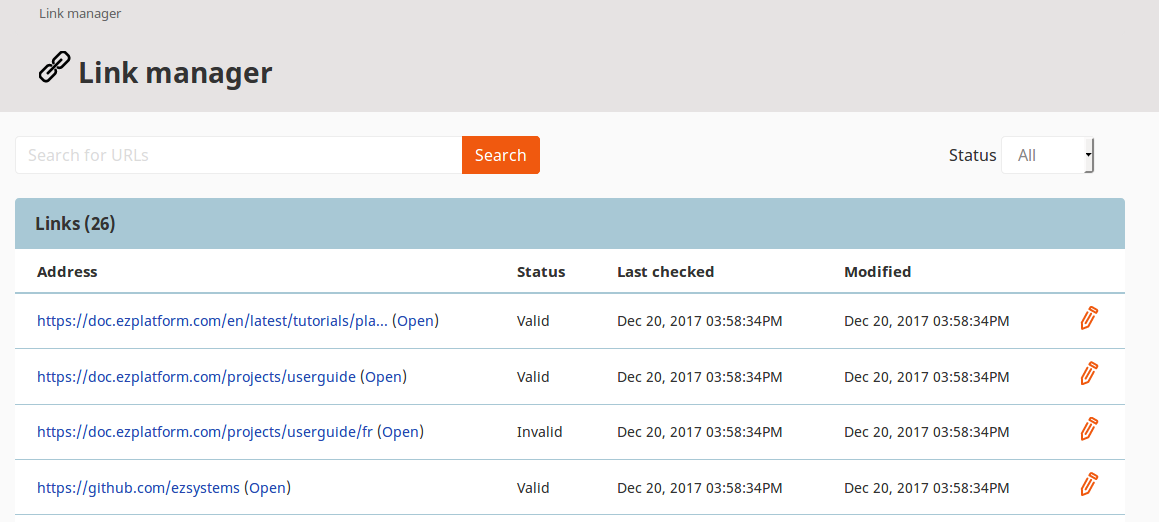 Link manager
Link manager
Search for URLs Search Status All
Links (26)
Address Status Last checked Modified
https://doc.ezplatform.com/en/latest/tutorials/pla... (Open) Valid Dec 20, 2017 03:58:34PM Dec 20, 2017 03:58:34PM
https://doc.ezplatform.com/projects/userguide (Open) Valid Dec 20, 2017 03:58:34PM Dec 20, 2017 03:58:34PM
https://doc.ezplatform.com/projects/userguide/fr (Open) Invalid Dec 20, 2017 03:58:34PM Dec 20, 2017 03:58:34PM
https://github.com/ezsystems (Open) Valid Dec 20, 2017 03:58:34PM Dec 20, 2017 03:58:34PM